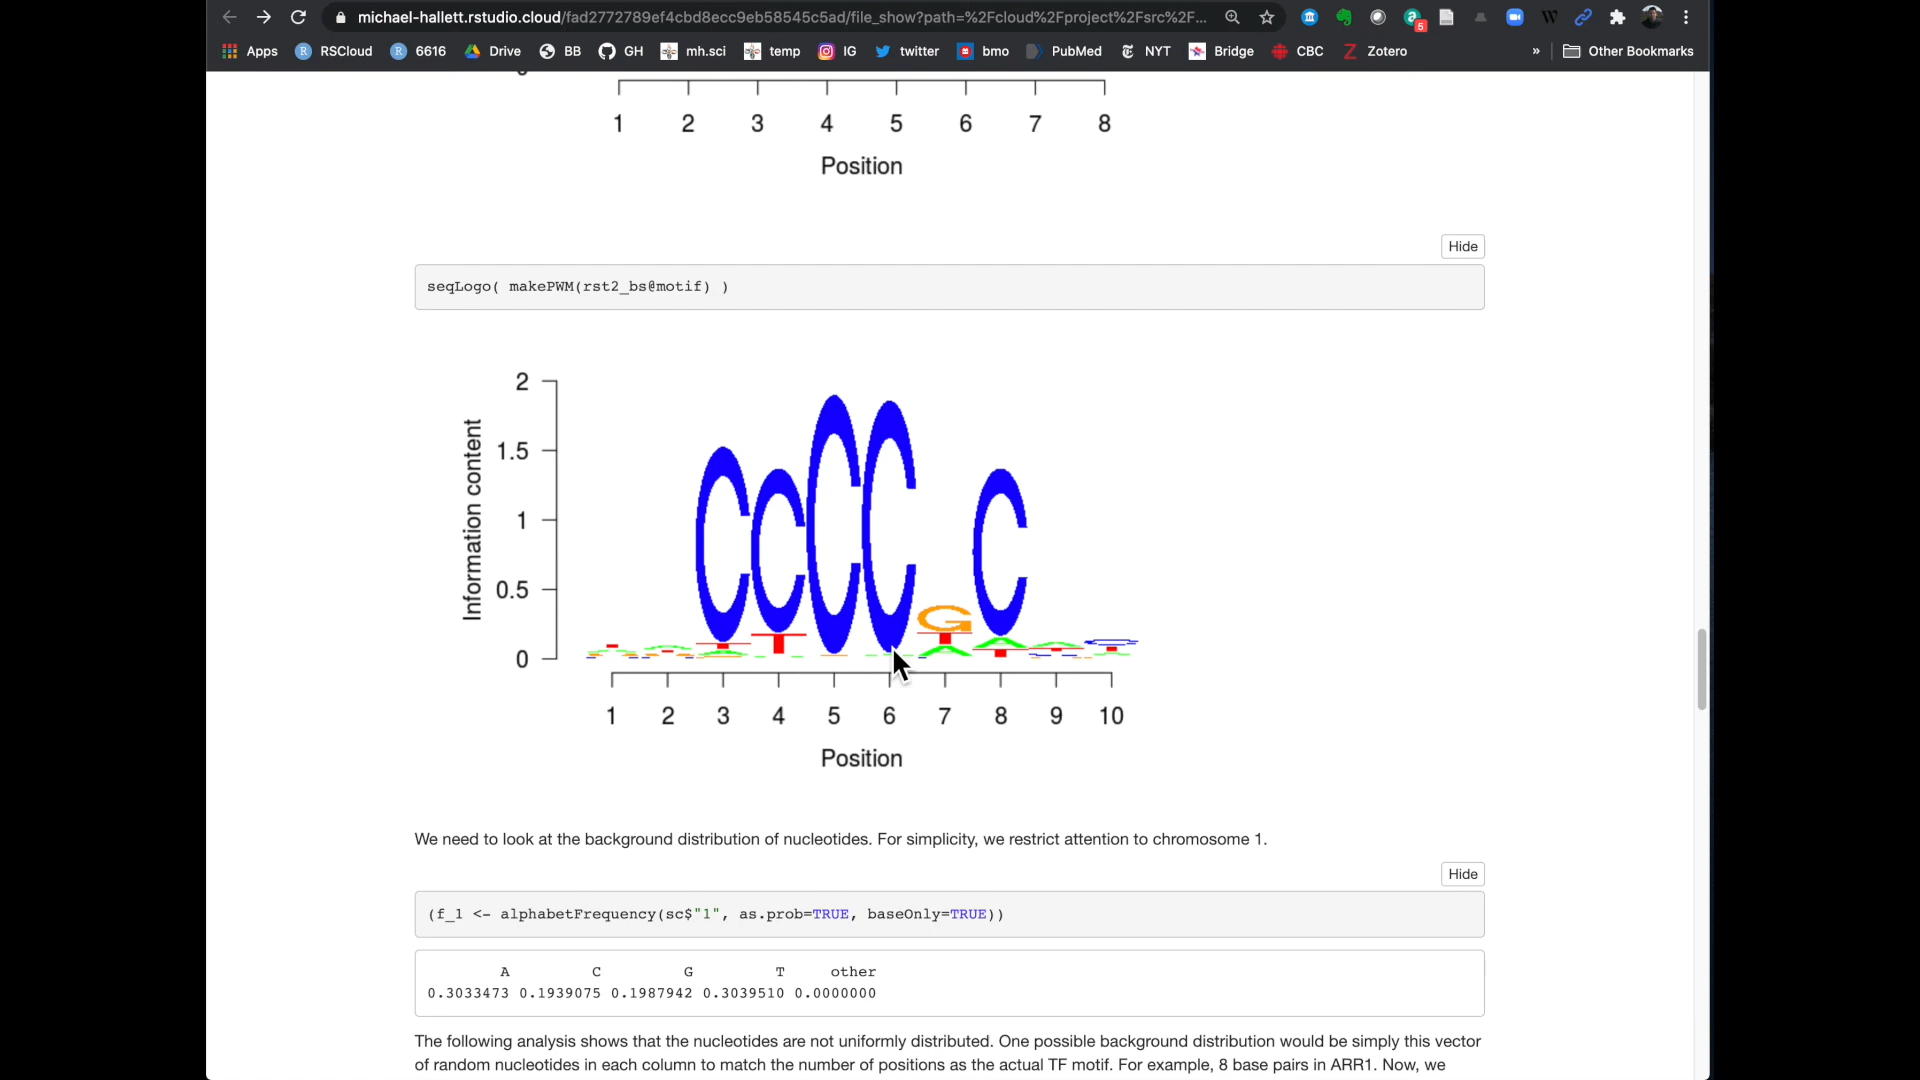 michael-hallett.rstudio.cloud/fad2772789ef4cbd8ecc9eb58545c5ad/file_show?path=%2Fcloud%2Fproject%2Fsrc%2F...
5
Apps RSCloud 6616 Drive BB GH mh.sci temp IG twitter bmo PubMed NYT Bridge CBC Zotero » Other Bookmarks
1 2 3 4 5 6 7 8
Position
Hide
seqLogo( makePWM(rst2_bs@motif) )
Information content
2
1.5
1
0.5
0
C C C C G C
T T T A A T
1 2 3 4 5 6 7 8 9 10
Position
We need to look at the background distribution of nucleotides. For simplicity, we restrict attention to chromosome 1.
Hide
(f_1 <- alphabetFrequency(sc$"1", as.prob=TRUE, baseOnly=TRUE))
A C G T other
0.3033473 0.1939075 0.1987942 0.3039510 0.0000000
The following analysis shows that the nucleotides are not uniformly distributed. One possible background distribution would be simply this vector
of random nucleotides in each column to match the number of positions as the actual TF motif. For example, 8 base pairs in ARR1. Now, we